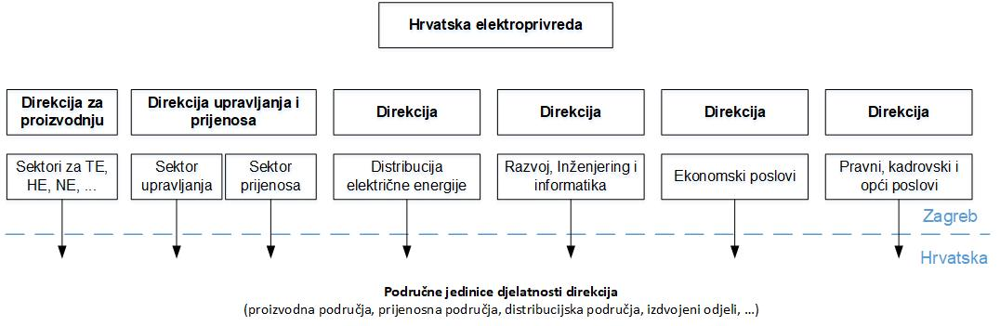 Hrvatska elektroprivreda
Direkcija za
proizvodnju
Direkcija upravljanja i
prijenosa
Direkcija
Direkcija
Direkcija
Direkcija
Sektori za TE,
HE, NE, ...
Sektor
upravljanja
Sektor
prijenosa
Distribucija
električne energije
Razvoj, Inženjering i
informatika
Ekonomski poslovi
Pravni, kadrovski i
opći poslovi
Zagreb
Hrvatska
Područne jedinice djelatnosti direkcija
(proizvodna područja, prijenosna područja, distribucijska područja, izdvojeni odjeli, ...)